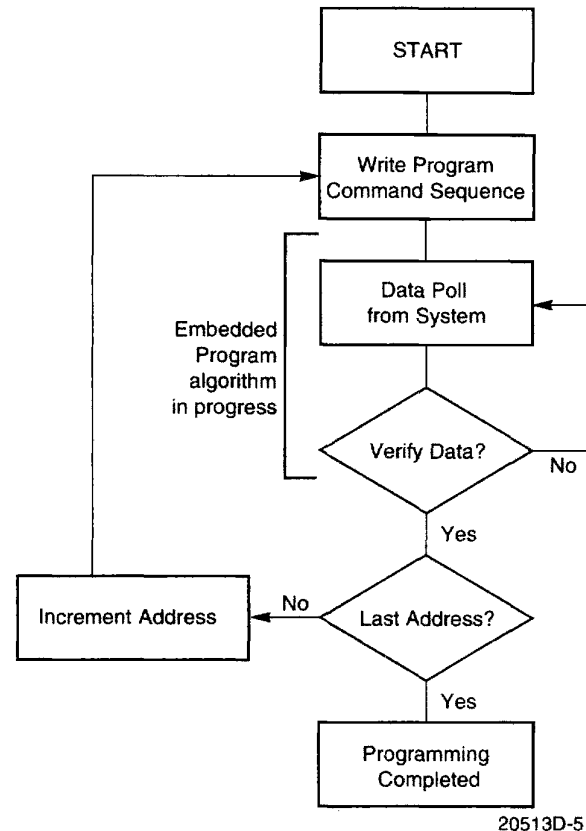 START
Write Program
Command Sequence
Data Poll
from System
Embedded
Program
algorithm
in progress
Verify Data?
No
Yes
Increment Address
No
Last Address?
Yes
Programming
Completed
20513D-5